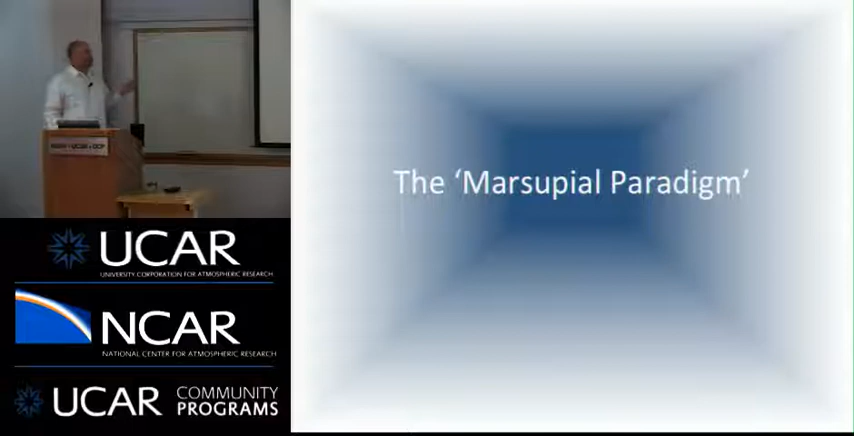 The ‘Marsupial Paradigm’
UCAR
UNIVERSITY CORPORATION FOR ATMOSPHERIC RESEARCH
NCAR
NATIONAL CENTER FOR ATMOSPHERIC RESEARCH
UCAR COMMUNITY
PROGRAMS